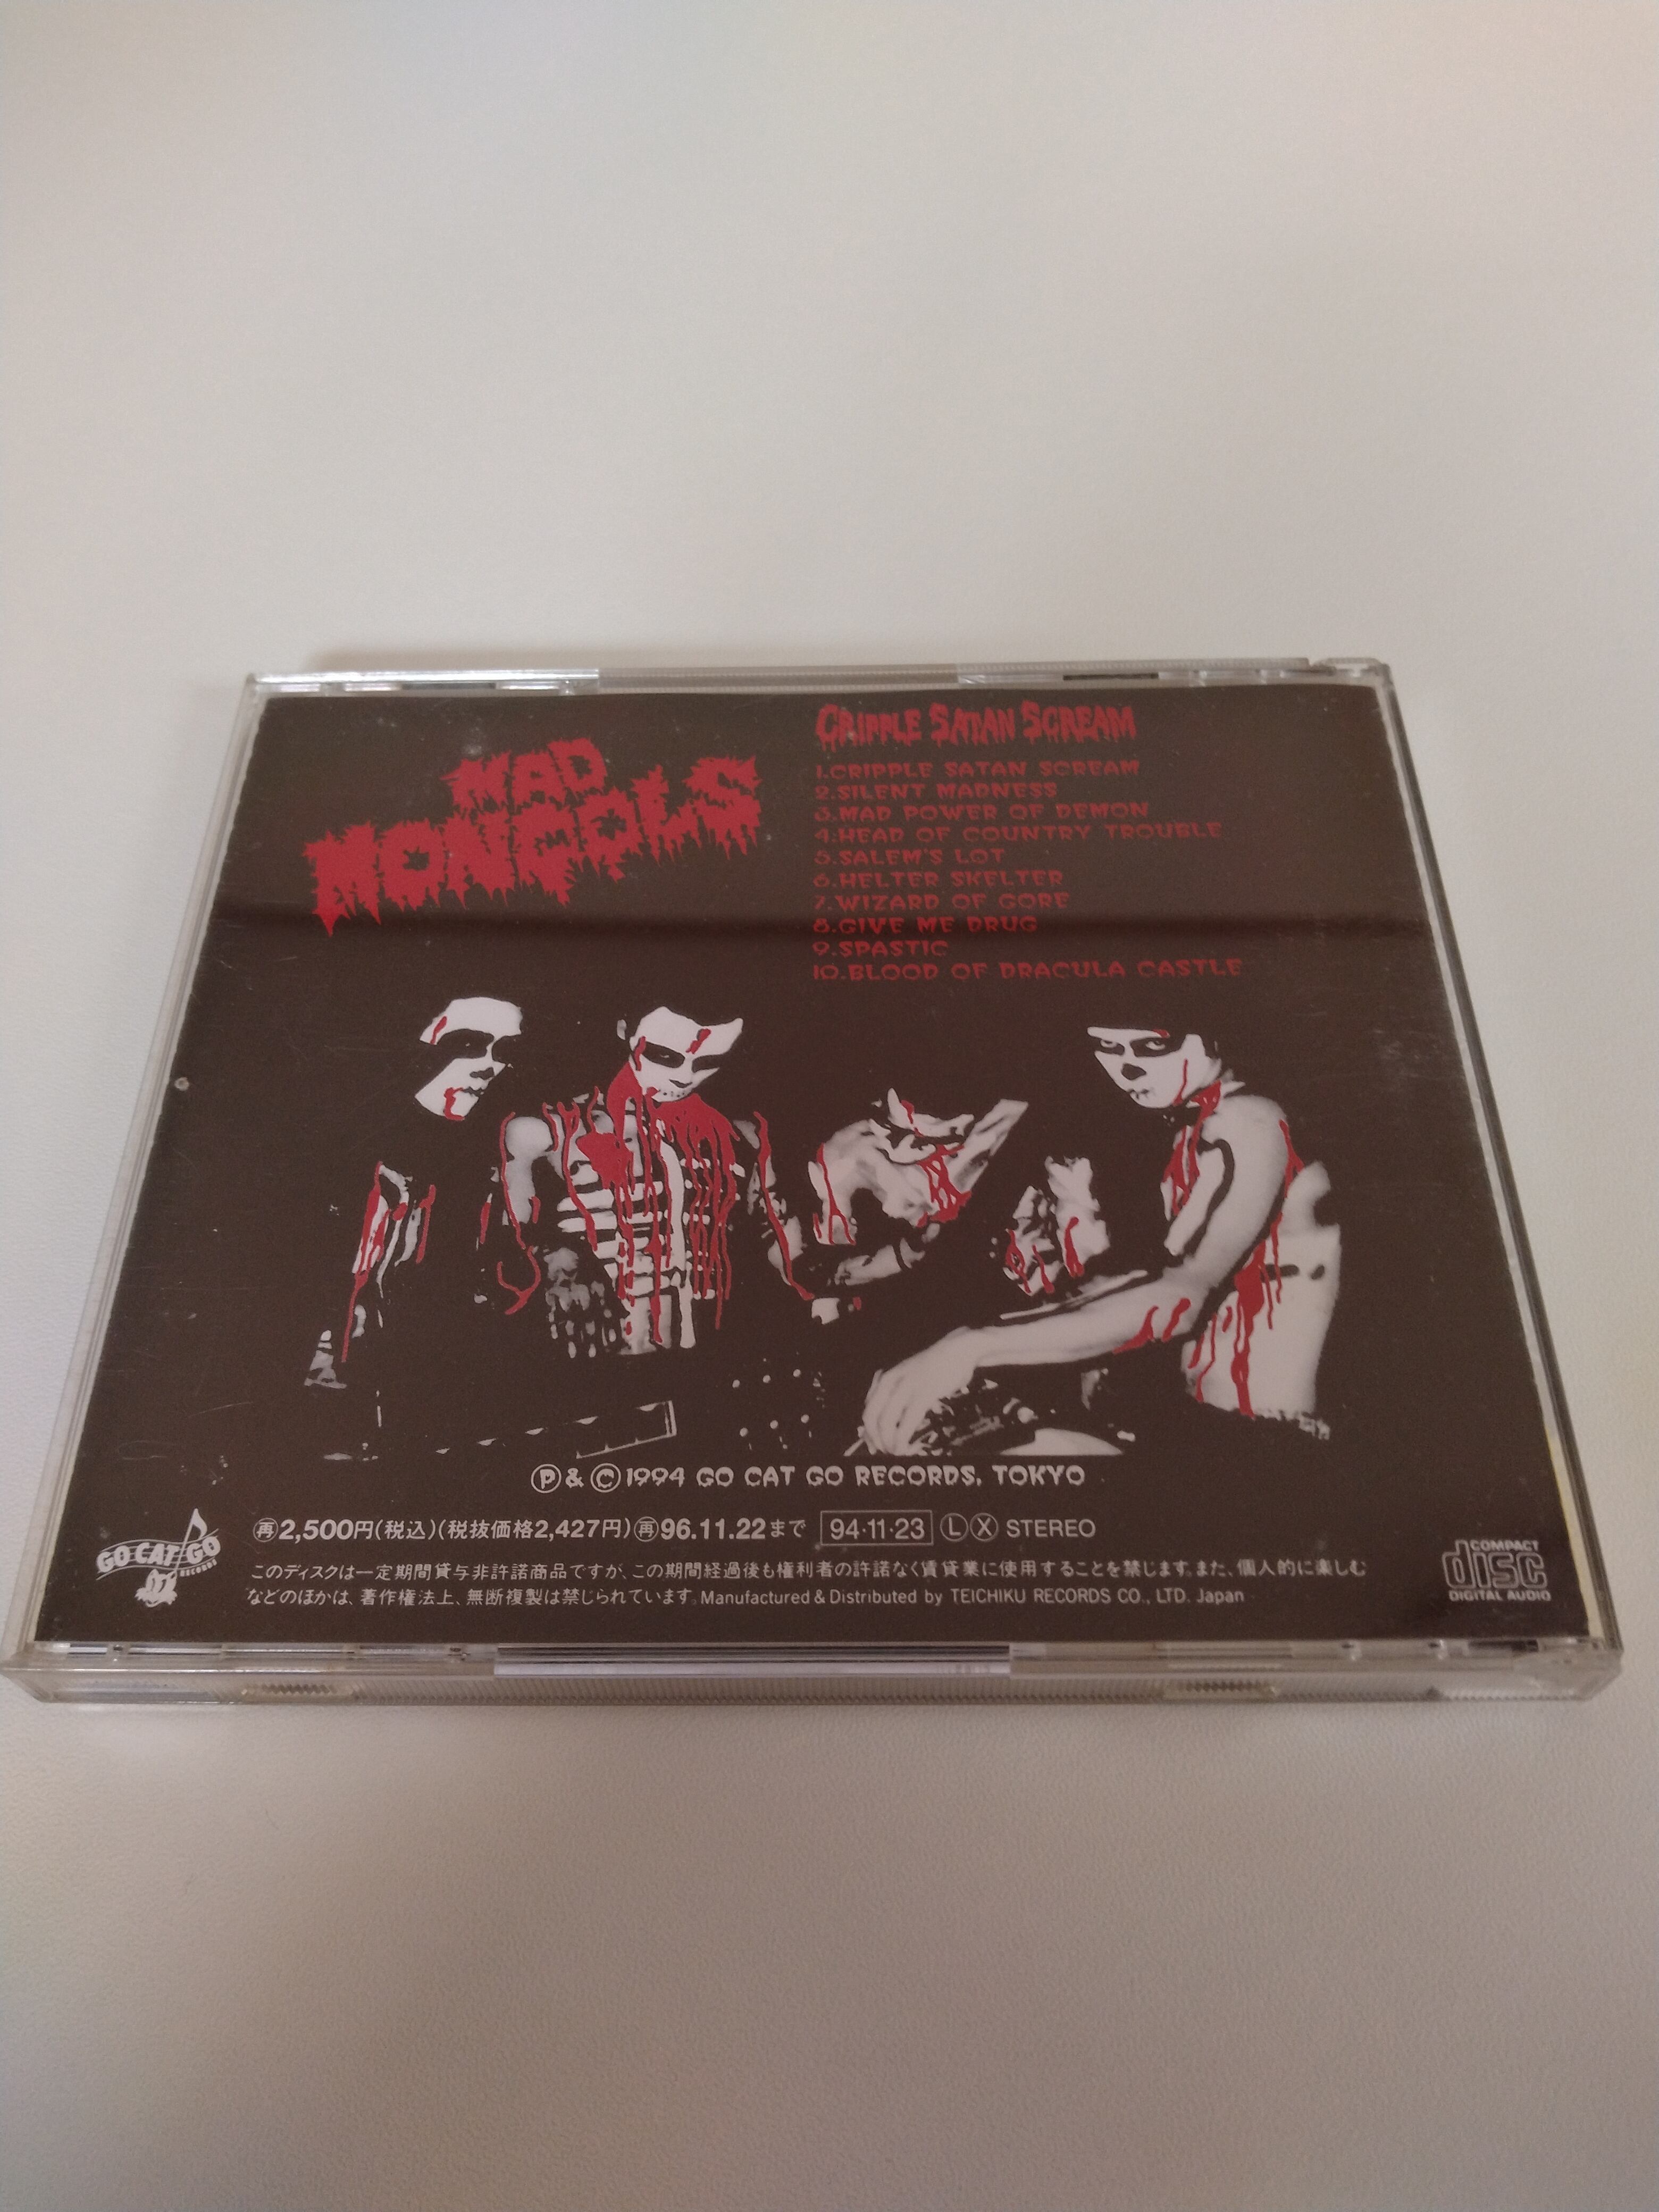 MAD
MONGOLS
CRIPPLE SATAN SCREAM
1.CRIPPLE SATAN SCREAM
2.SILENT MADNESS
3.MAD POWER OF DEMON
4.HEAD OF COUNTRY TROUBLE
5.SALEM'S LOT
6.HELTER SKELTER
7.WIZARD OF GORE
8.GIVE ME DRUG
9.SPASTIC
10.BLOOD OF DRACULA CASTLE
Ⓟ&Ⓒ1994 GO CAT GO RECORDS, TOKYO
GO CAT GO
RECORDS
㊢2,500円(税込)(税抜価格2,427円)㊢96.11.22まで 94·11·23 ⓁⓍ STEREO
このディスクは一定期間貸与非許諾商品ですが、この期間経過後も権利者の許諾なく賃貸業に使用することを禁じます。また、個人的に楽しむ
などのほかは、著作権法上、無断複製は禁じられています。Manufactured & Distributed by TEICHIKU RECORDS CO., LTD. Japan
COMPACT
disc
DIGITAL AUDIO